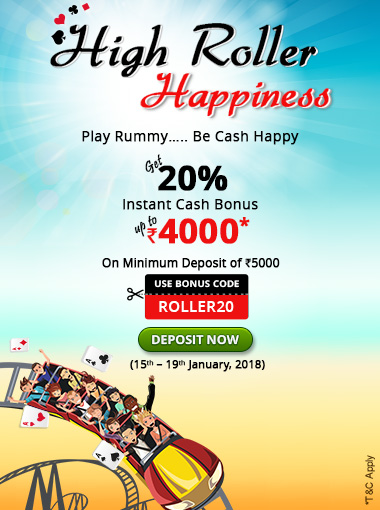 High Roller
Happiness
Play Rummy..... Be Cash Happy
Get
20%
Instant Cash Bonus
up to ₹4000*
On Minimum Deposit of ₹5000
USE BONUS CODE
ROLLER20
DEPOSIT NOW
(15th – 19th January, 2018)
*T&C Apply